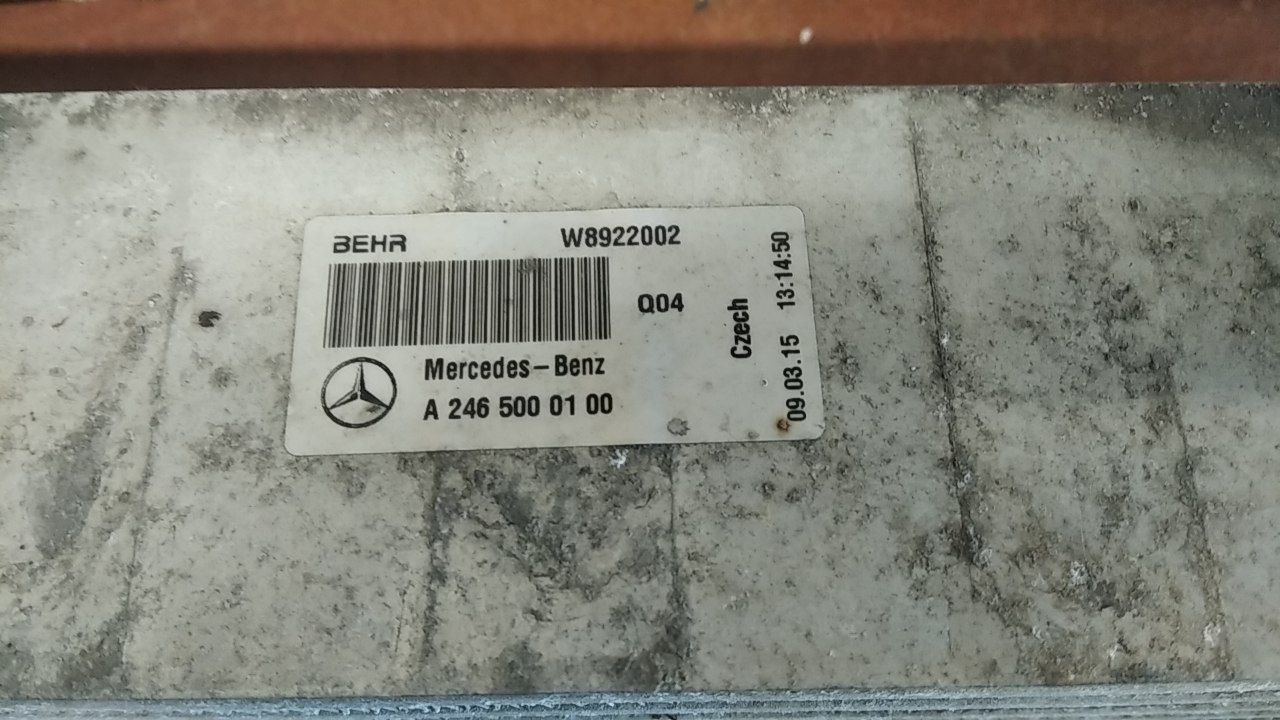 BEHR
W8922002
Q04
Mercedes-Benz
A 246 500 01 00
Czech
09.03.15 13:14:50